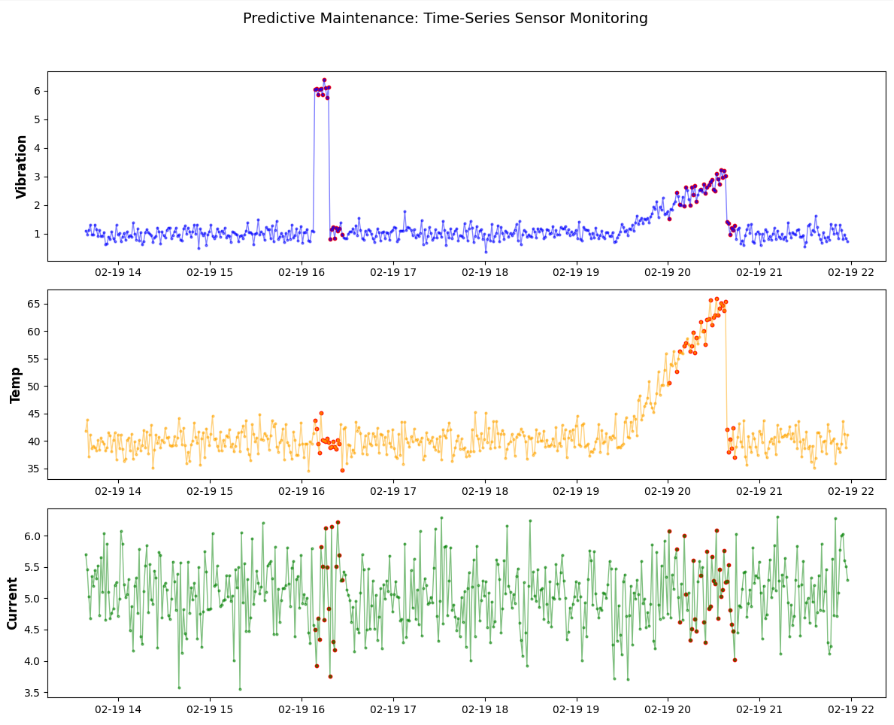 Predictive Maintenance: Time-Series Sensor Monitoring
Vibration
6
5
4
3
2
1
02-19 14 02-19 15 02-19 16 02-19 17 02-19 18 02-19 19 02-19 20 02-19 21 02-19 22
Temp
65
60
55
50
45
40
35
02-19 14 02-19 15 02-19 16 02-19 17 02-19 18 02-19 19 02-19 20 02-19 21 02-19 22
Current
6.0
5.5
5.0
4.5
4.0
3.5
02-19 14 02-19 15 02-19 16 02-19 17 02-19 18 02-19 19 02-19 20 02-19 21 02-19 22